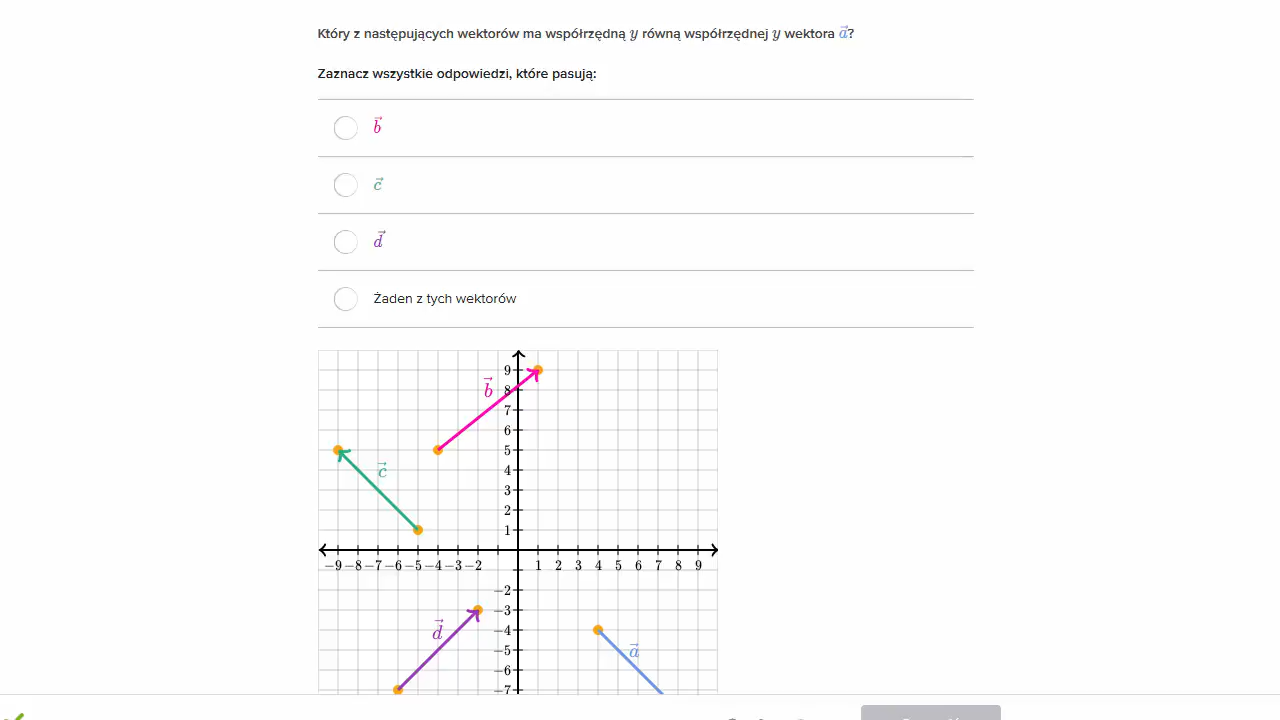 Który z następujących wektorów ma współrzędną y równą współrzędnej y wektora a⃗?
Zaznacz wszystkie odpowiedzi, które pasują:
b⃗
c⃗
d⃗
Żaden z tych wektorów
9
b⃗
8
7
6
5
4
c⃗
3
2
1
−9 −8 −7 −6 −5 −4 −3 −2 1 2 3 4 5 6 7 8 9
−2
−3
d⃗
−4
−5
a⃗
−6
−7